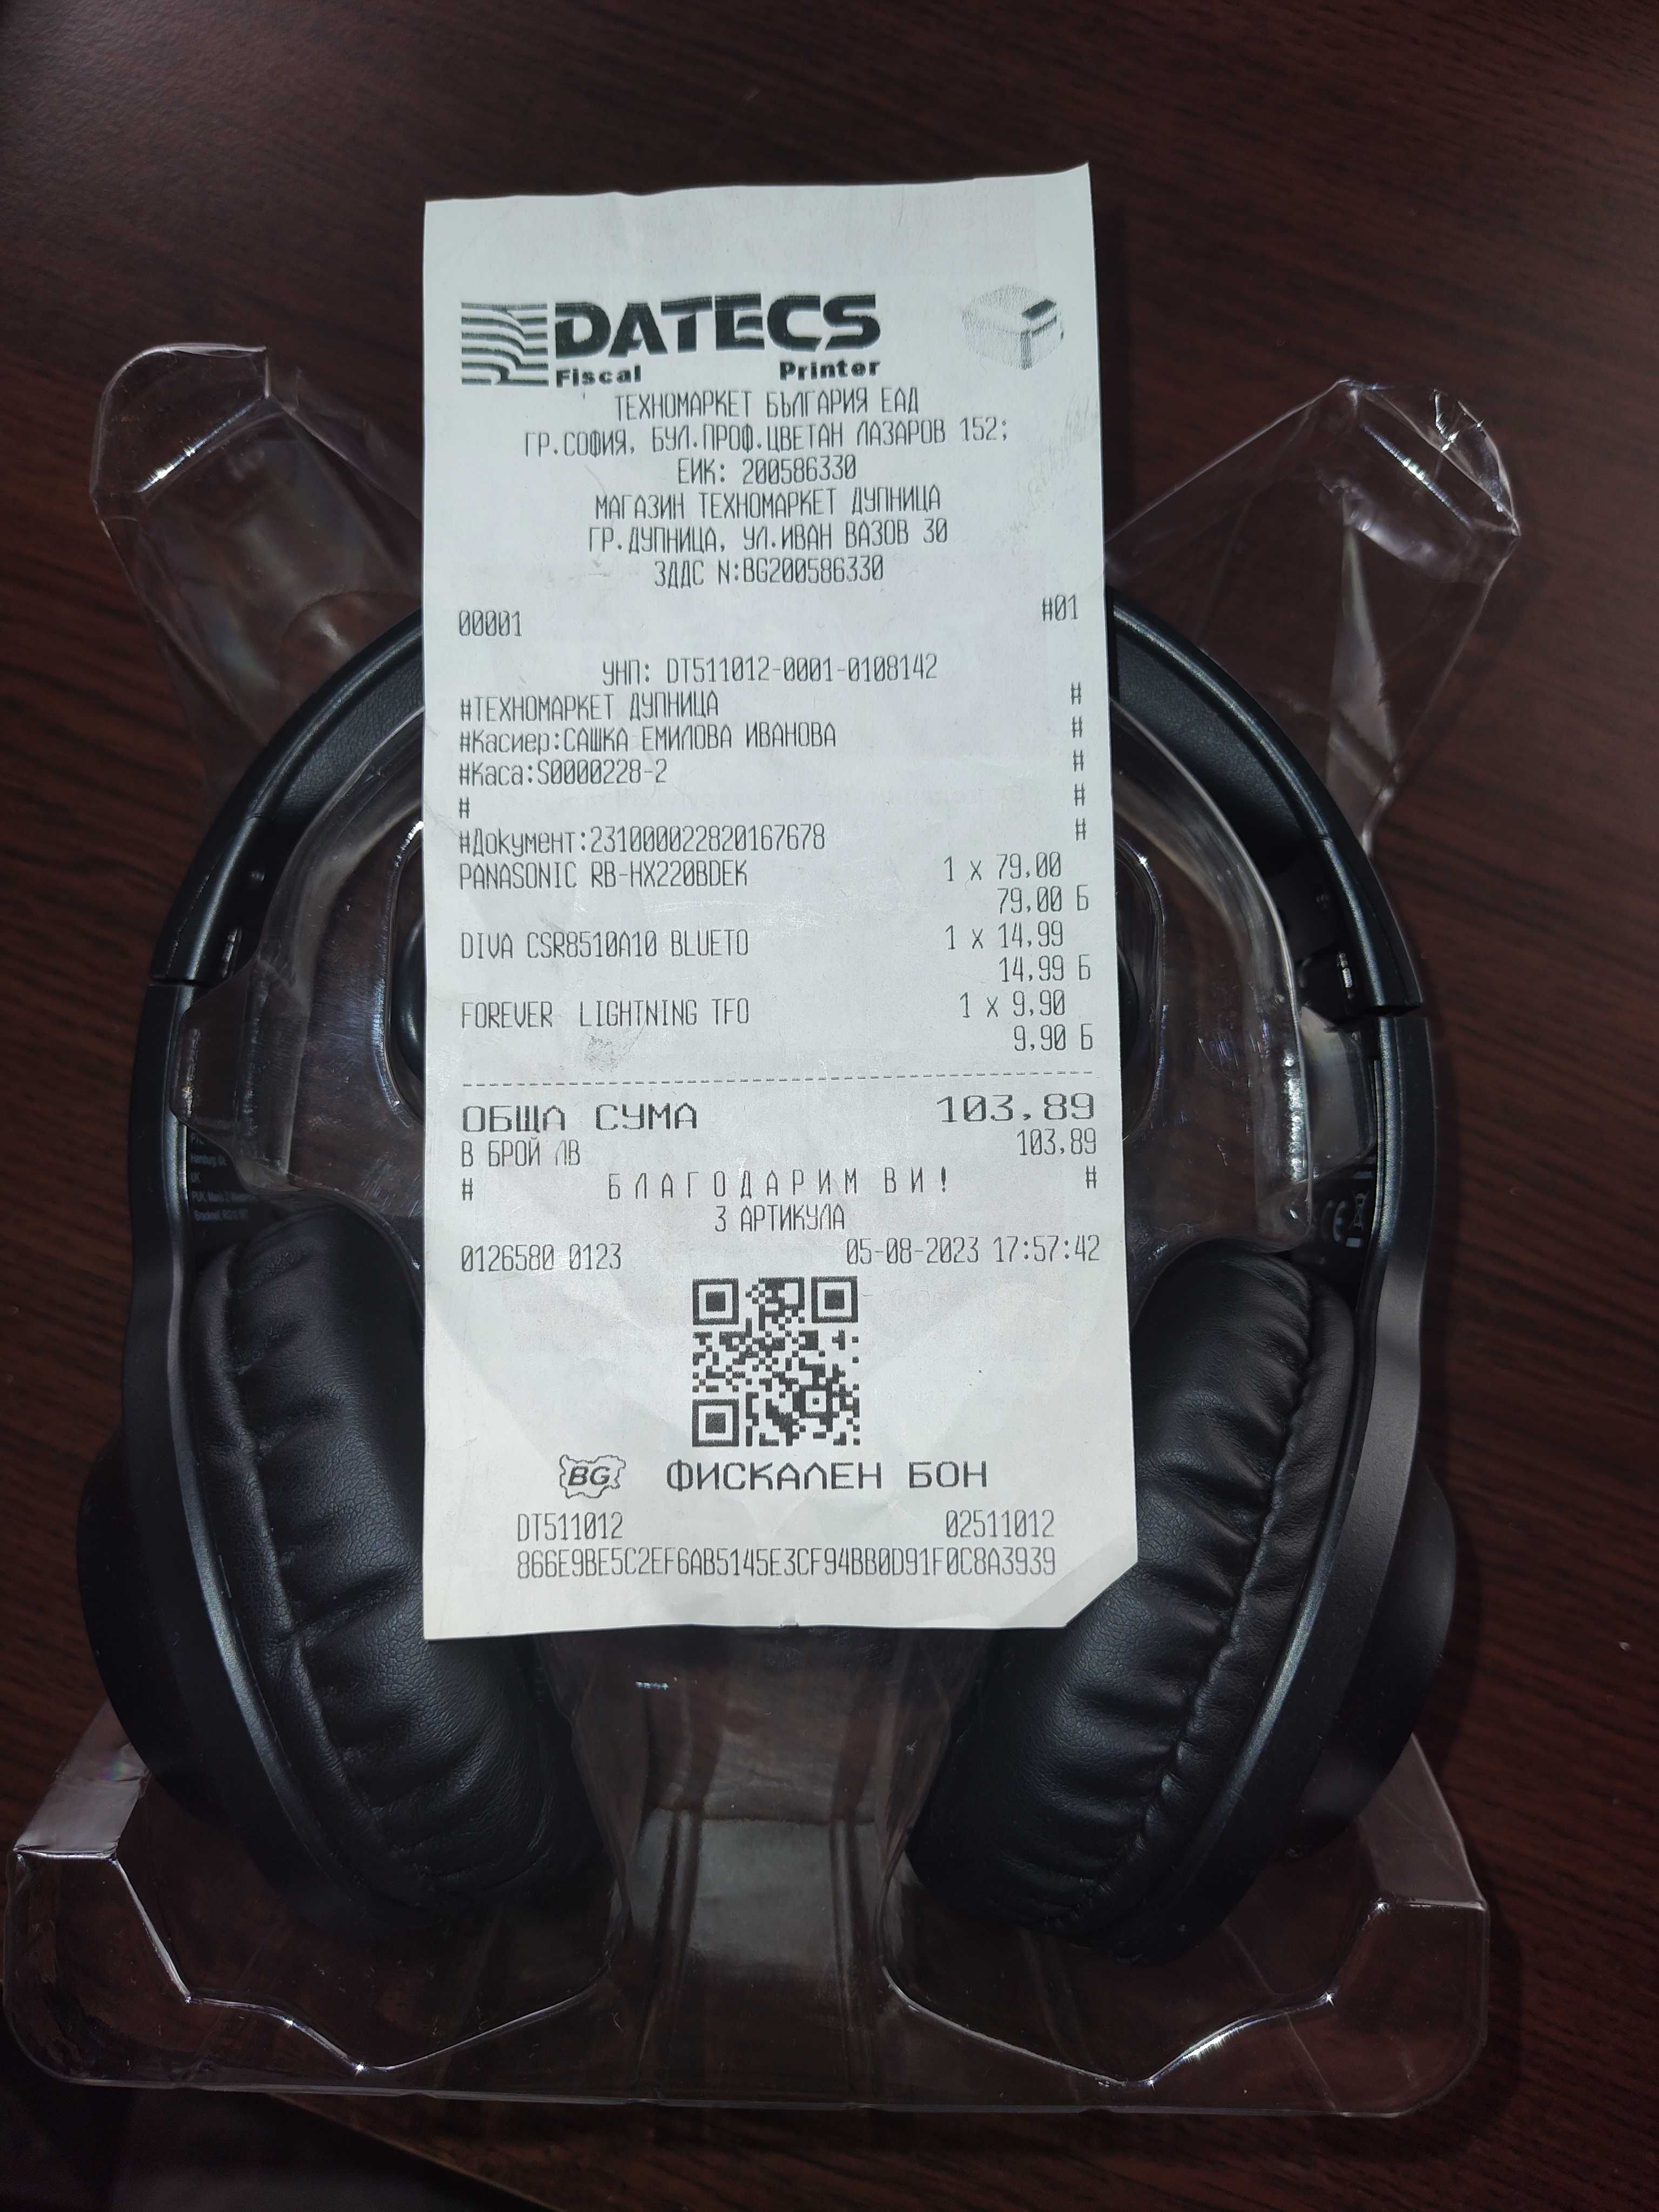 DATECS
Fiscal Printer
ТЕХНОМАРКЕТ БЪЛГАРИЯ ЕАД
ГР.СОФИЯ, БУЛ.ПРОФ.ЦВЕТАН ЛАЗАРОВ 152;
ЕИК: 200586330
МАГАЗИН ТЕХНОМАРКЕТ ДУПНИЦА
ГР.ДУПНИЦА, УЛ.ИВАН ВАЗОВ 30
ЗДДС N:BG200586330
00001 #01
УНП: DT511012-0001-0108142
#ТЕХНОМАРКЕТ ДУПНИЦА #
#Касиер:САШКА ЕМИЛОВА ИВАНОВА #
#Каса:S0000228-2 #
# #
#Документ:231000022820167678 #
PANASONIC RB-HX220BDEK 1 x 79,00
79,00 Б
DIVA CSR8510A10 BLUETO 1 x 14,99
14,99 Б
FOREVER LIGHTNING TFO 1 x 9,90
9,90 Б
ОБЩА СУМА 103,89
В БРОЙ ЛВ 103,89
# БЛАГОДАРИМ ВИ! #
3 АРТИКУЛА
0126580 0123 05-08-2023 17:57:42
BG ФИСКАЛЕН БОН
DT511012 02511012
866E9BE5C2EF6AB5145E3CF94BB0D91F0C8A3939
CE